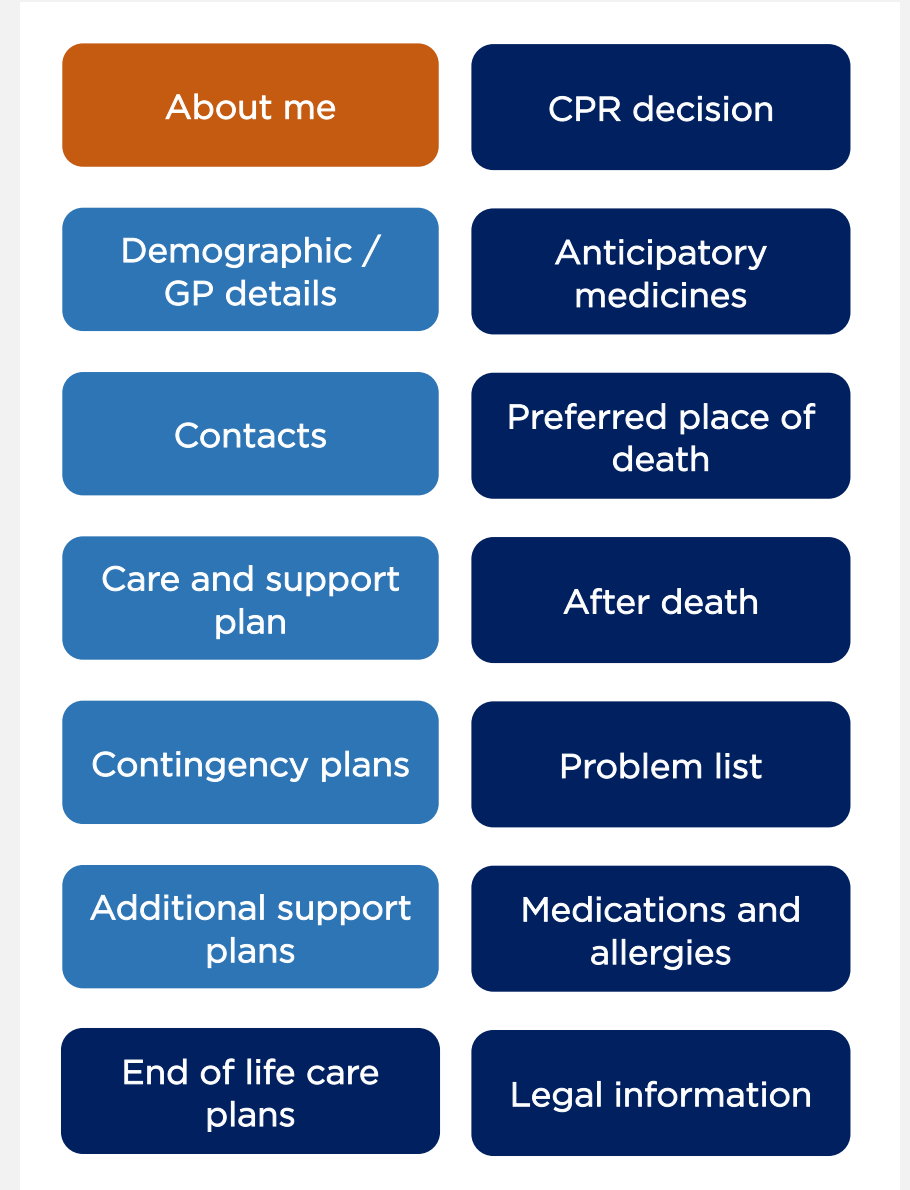 About me
Demographic /
GP details
Contacts
Care and support
plan
Contingency plans
Additional support
plans
End of life care
plans
CPR decision
Anticipatory
medicines
Preferred place of
death
After death
Problem list
Medications and
allergies
Legal information